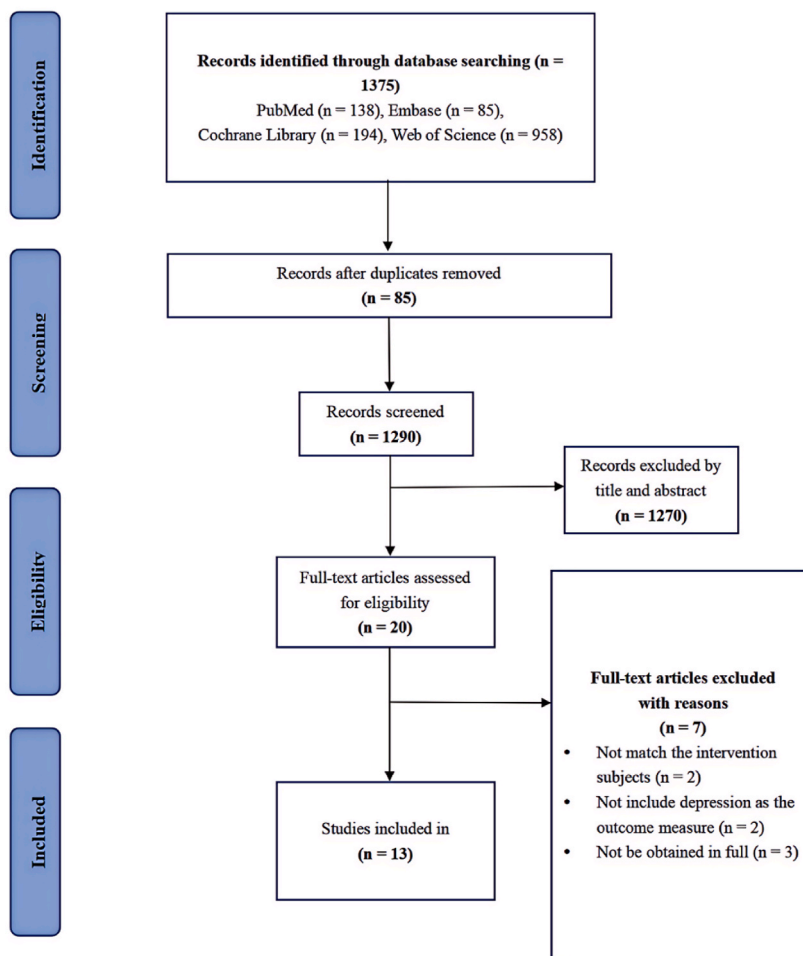 Identification
Records identified through database searching (n =
1375)
PubMed (n = 138), Embase (n = 85),
Cochrane Library (n = 194), Web of Science (n = 958)
Screening
Records after duplicates removed
(n = 85)
Records screened
(n = 1290)
Records excluded by
title and abstract
(n = 1270)
Eligibility
Full-text articles assessed
for eligibility
(n = 20)
Full-text articles excluded
with reasons
(n = 7)
• Not match the intervention
subjects (n = 2)
• Not include depression as the
outcome measure (n = 2)
• Not be obtained in full (n = 3)
Included
Studies included in
(n = 13)